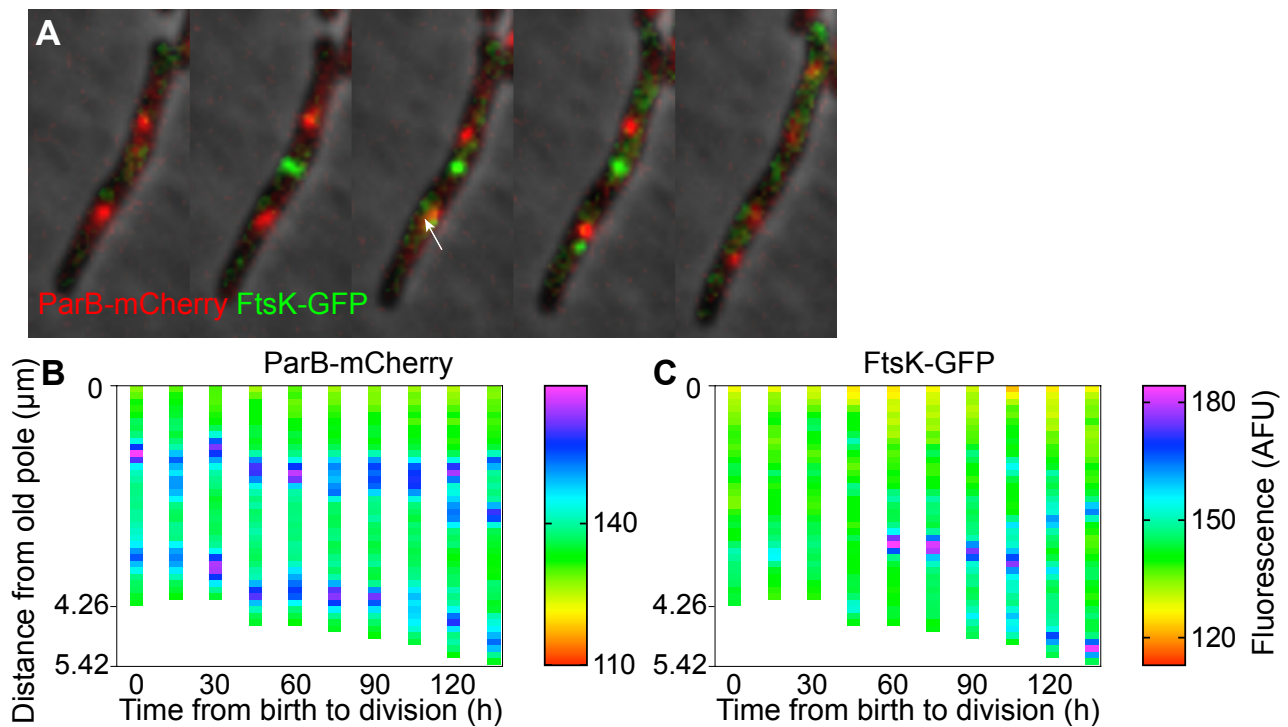 A
ParB-mCherry FtsK-GFP
B ParB-mCherry
C FtsK-GFP
Distance from old pole (µm)
0
4.26
5.42
0 30 60 90 120
Time from birth to division (h)
140
110
0
4.26
5.42
0 30 60 90 120
Time from birth to division (h)
180
150
120
Fluorescence (AFU)